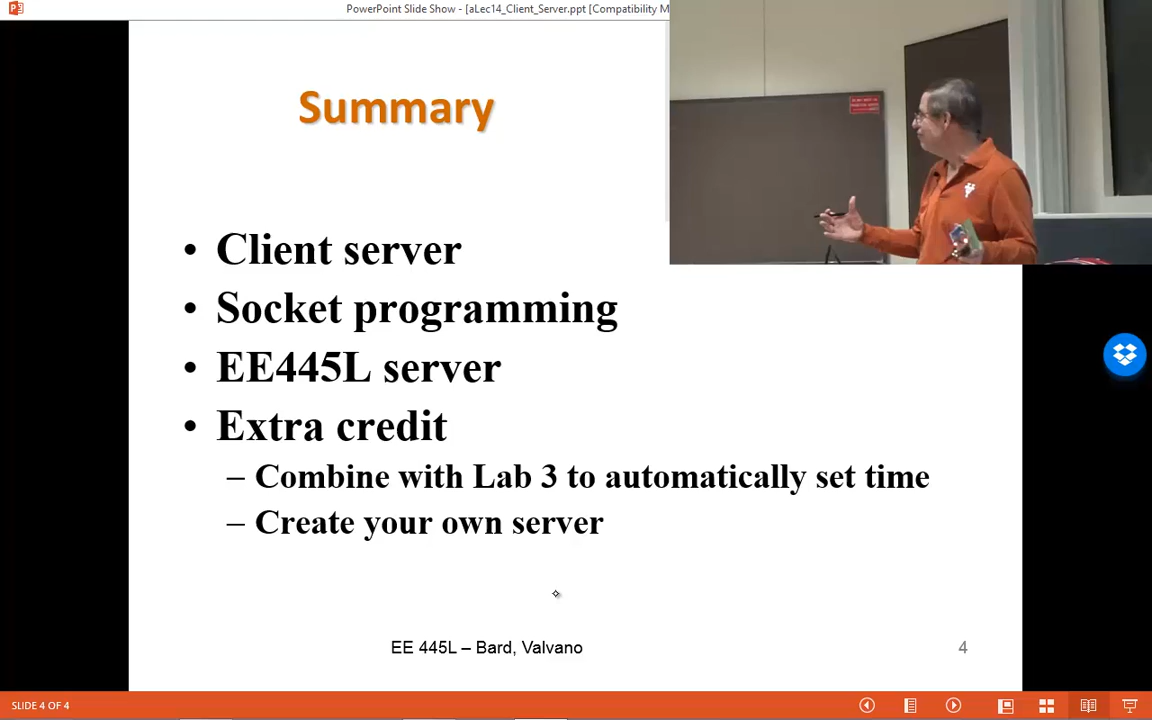 PowerPoint Slide Show - [aLec14_Client_Server.ppt [Compatibility M
Summary
• Client server
• Socket programming
• EE445L server
• Extra credit
– Combine with Lab 3 to automatically set time
– Create your own server
EE 445L – Bard, Valvano
4
SLIDE 4 OF 4